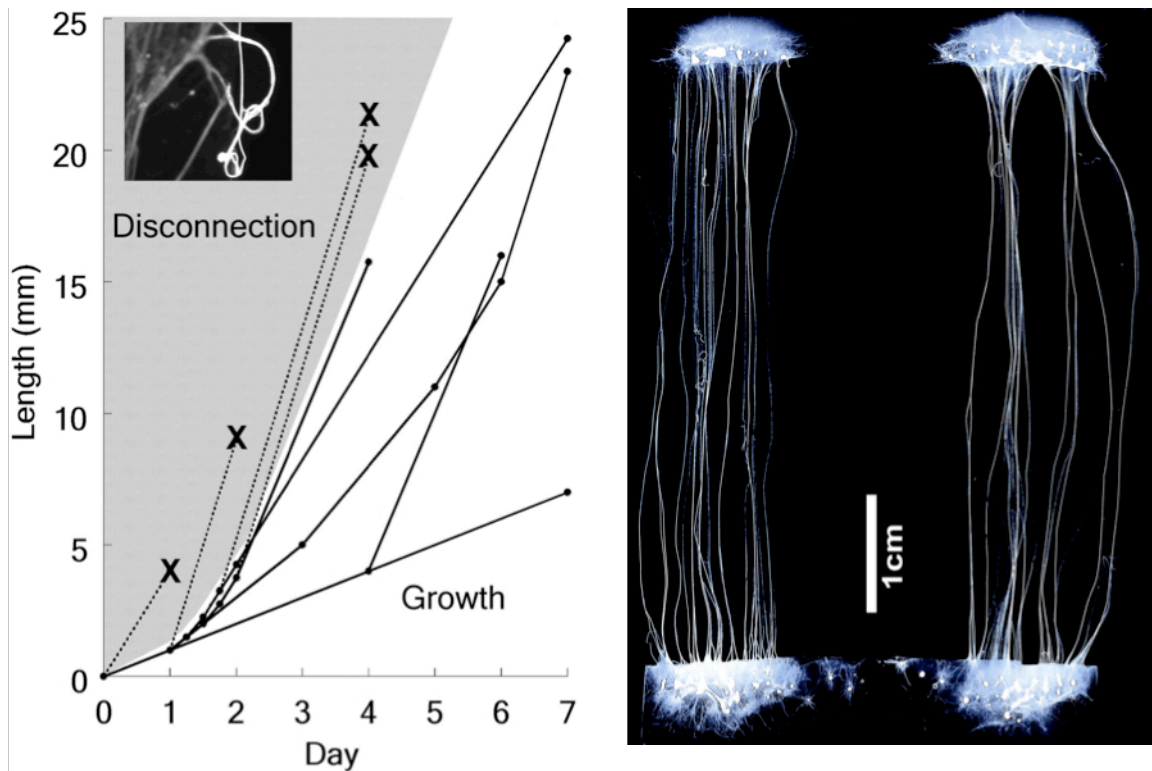 25
20
15
10
5
0
Length (mm)
Disconnection
X
X
X
X
Growth
0 1 2 3 4 5 6 7
Day
1cm